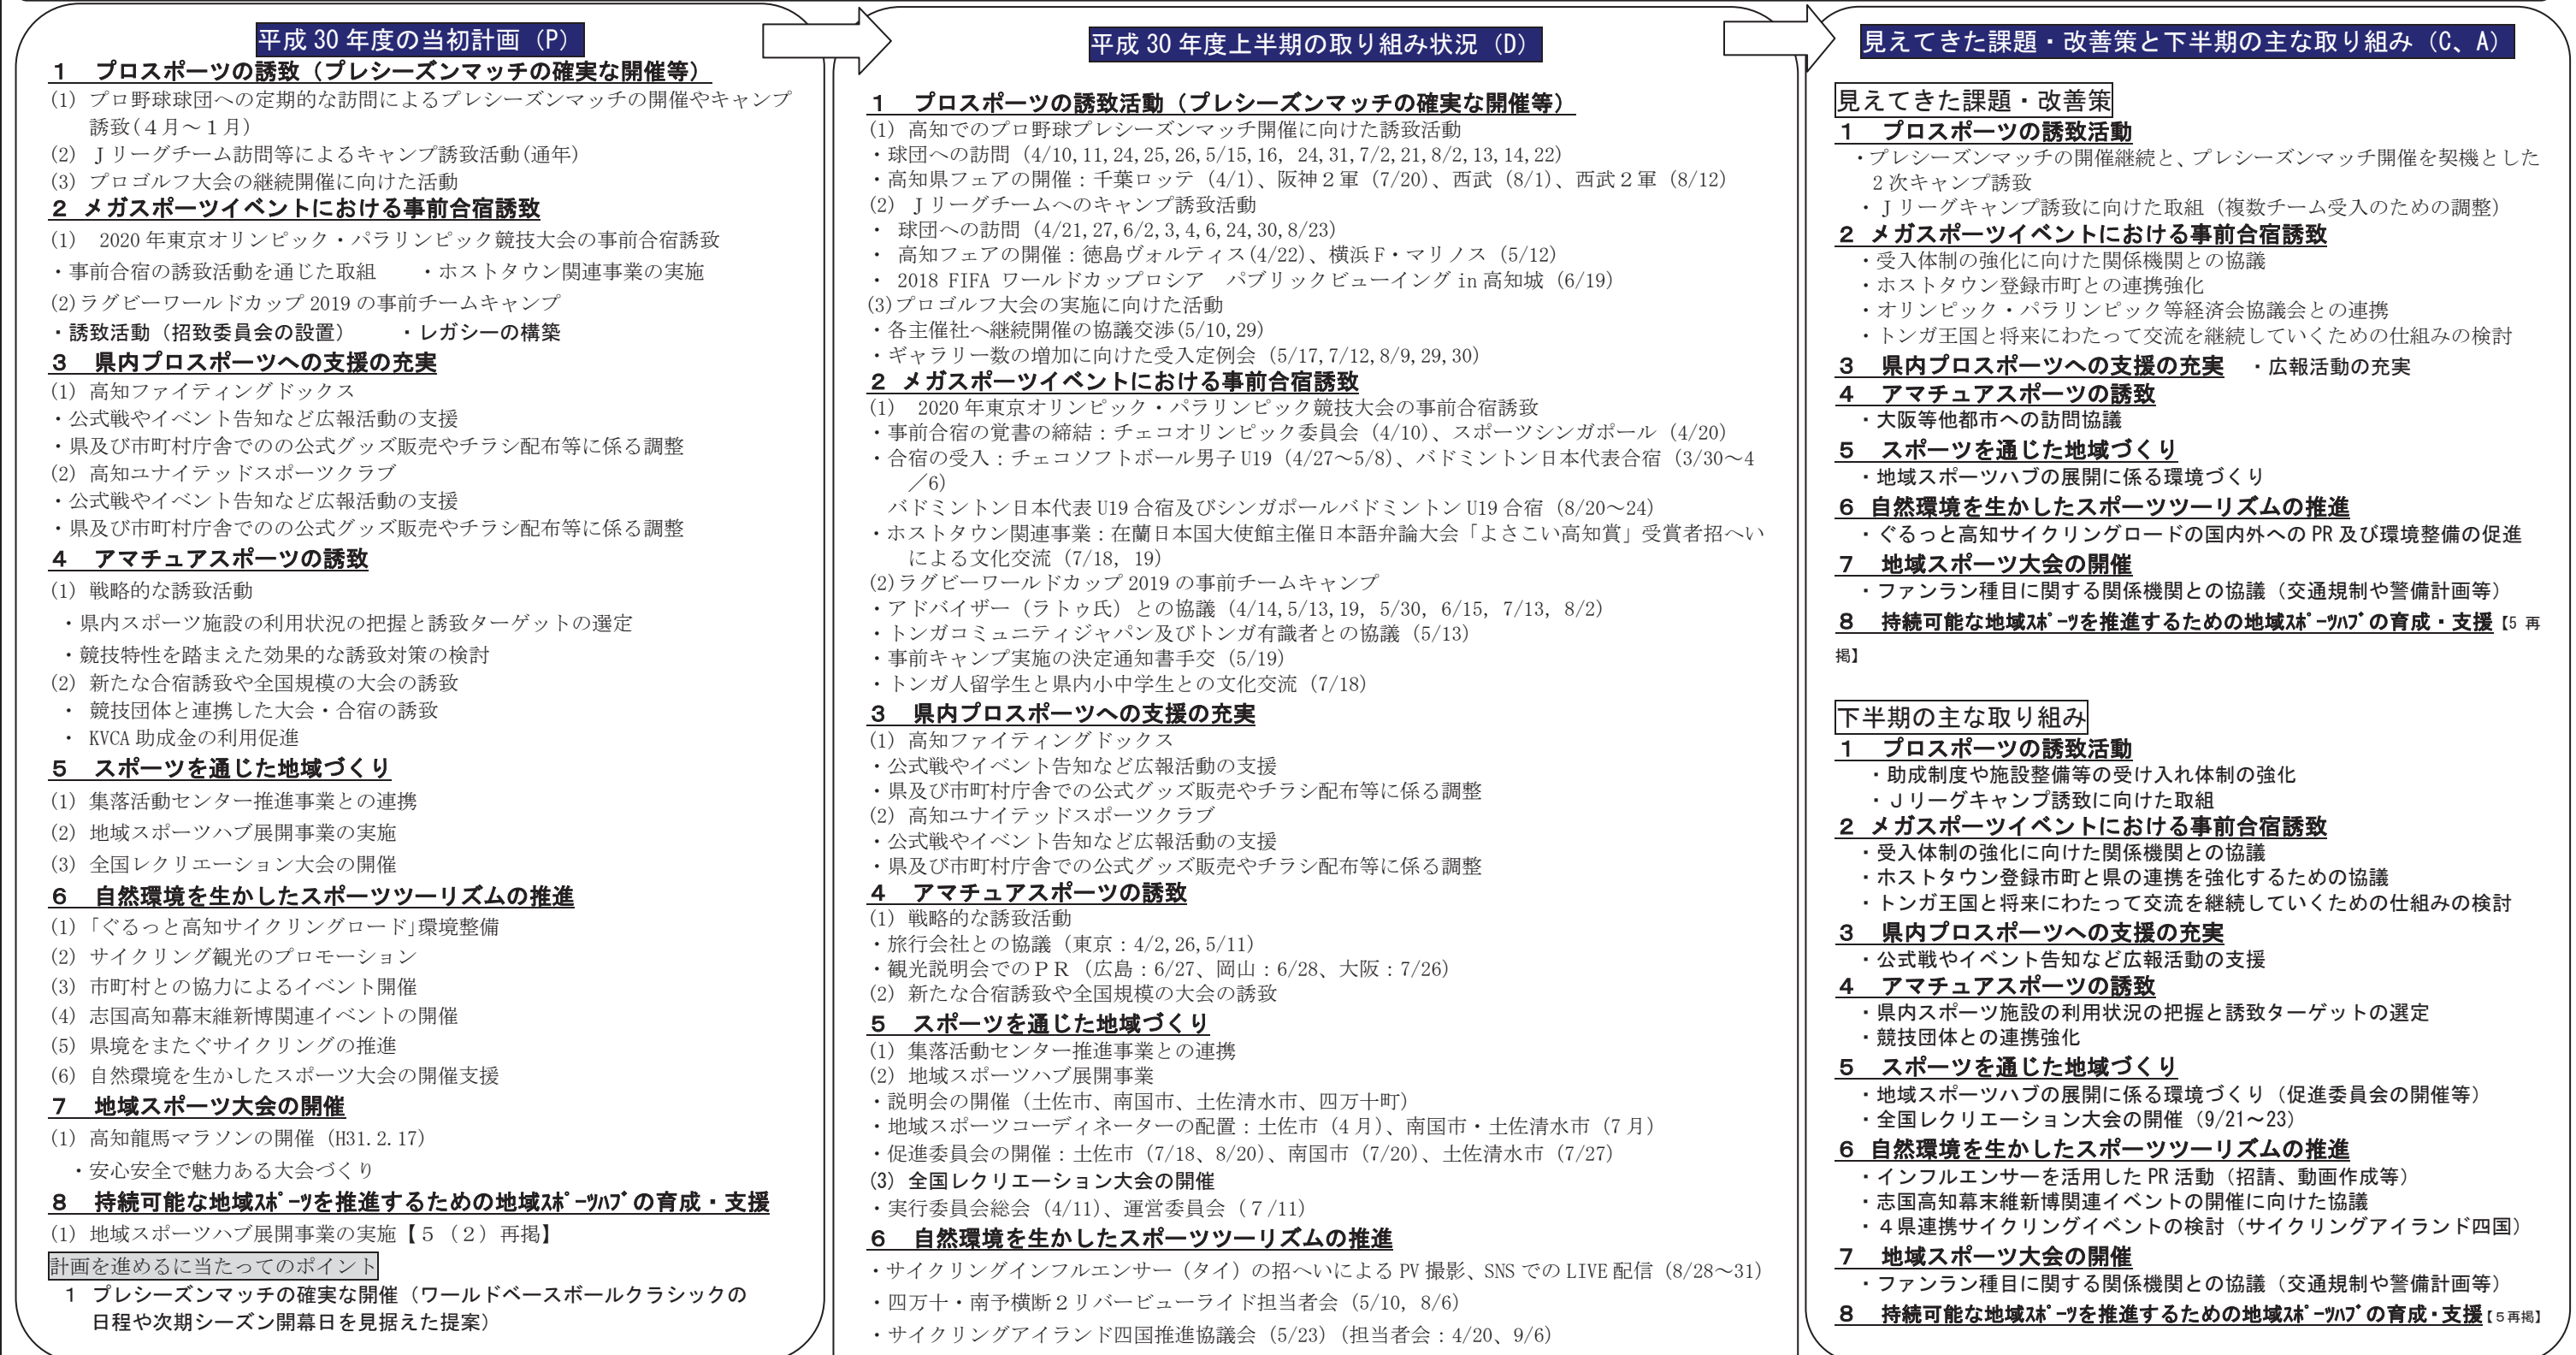 平成 30 年度の当初計画（P）
１　プロスポーツの誘致（プレシーズンマッチの確実な開催等）
(1) プロ野球球団への定期的な訪問によるプレシーズンマッチの開催やキャンプ
誘致(４月～１月)
(2) Ｊリーグチーム訪問等によるキャンプ誘致活動(通年)
(3) プロゴルフ大会の継続開催に向けた活動
２ メガスポーツイベントにおける事前合宿誘致
(1)　2020 年東京オリンピック・パラリンピック競技大会の事前合宿誘致
・事前合宿の誘致活動を通じた取組　　・ホストタウン関連事業の実施
(2)ラグビーワールドカップ 2019 の事前チームキャンプ
・誘致活動（招致委員会の設置）　　・レガシーの構築
３　県内プロスポーツへの支援の充実
(1) 高知ファイティングドックス
・公式戦やイベント告知など広報活動の支援
・県及び市町村庁舎でのの公式グッズ販売やチラシ配布等に係る調整
(2) 高知ユナイテッドスポーツクラブ
・公式戦やイベント告知など広報活動の支援
・県及び市町村庁舎でのの公式グッズ販売やチラシ配布等に係る調整
４　アマチュアスポーツの誘致
(1) 戦略的な誘致活動
・県内スポーツ施設の利用状況の把握と誘致ターゲットの選定
・競技特性を踏まえた効果的な誘致対策の検討
(2) 新たな合宿誘致や全国規模の大会の誘致
・ 競技団体と連携した大会・合宿の誘致
・ KVCA 助成金の利用促進
５　スポーツを通じた地域づくり
(1) 集落活動センター推進事業との連携
(2) 地域スポーツハブ展開事業の実施
(3) 全国レクリエーション大会の開催
６　自然環境を生かしたスポーツツーリズムの推進
(1)「ぐるっと高知サイクリングロード」環境整備
(2) サイクリング観光のプロモーション
(3) 市町村との協力によるイベント開催
(4) 志国高知幕末維新博関連イベントの開催
(5) 県境をまたぐサイクリングの推進
(6) 自然環境を生かしたスポーツ大会の開催支援
７　地域スポーツ大会の開催
(1) 高知龍馬マラソンの開催（H31.2.17）
・安心安全で魅力ある大会づくり
８　持続可能な地域ｽﾎﾟｰﾂを推進するための地域ｽﾎﾟｰﾂﾊﾌﾞの育成・支援
(1) 地域スポーツハブ展開事業の実施【５（２）再掲】
計画を進めるに当たってのポイント
１ プレシーズンマッチの確実な開催（ワールドベースボールクラシックの
日程や次期シーズン開幕日を見据えた提案）
平成 30 年度上半期の取り組み状況（D）
１　プロスポーツの誘致活動（プレシーズンマッチの確実な開催等）
(1) 高知でのプロ野球プレシーズンマッチ開催に向けた誘致活動
・球団への訪問（4/10,11,24,25,26,5/15,16, 24,31,7/2,21,8/2,13,14,22）
・高知県フェアの開催：千葉ロッテ（4/1）、阪神２軍（7/20）、西武（8/1）、西武２軍（8/12）
(2) Ｊリーグチームへのキャンプ誘致活動
・ 球団への訪問（4/21,27,6/2,3,4,6,24,30,8/23）
・ 高知フェアの開催：徳島ヴォルティス(4/22)、横浜Ｆ・マリノス（5/12）
・ 2018 FIFA ワールドカップロシア　パブリックビューイング in 高知城（6/19）
(3)プロゴルフ大会の実施に向けた活動
・各主催社へ継続開催の協議交渉(5/10,29)
・ギャラリー数の増加に向けた受入定例会（5/17,7/12,8/9,29,30）
２ メガスポーツイベントにおける事前合宿誘致
(1)　2020 年東京オリンピック・パラリンピック競技大会の事前合宿誘致
・事前合宿の覚書の締結：チェコオリンピック委員会（4/10）、スポーツシンガポール（4/20）
・合宿の受入：チェコソフトボール男子 U19（4/27～5/8）、バドミントン日本代表合宿（3/30～4
／6）
バドミントン日本代表 U19 合宿及びシンガポールバドミントン U19 合宿（8/20～24）
・ホストタウン関連事業：在蘭日本国大使館主催日本語弁論大会「よさこい高知賞」受賞者招へい
による文化交流（7/18, 19）
(2)ラグビーワールドカップ 2019 の事前チームキャンプ
・アドバイザー（ラトゥ氏）との協議（4/14,5/13,19, 5/30, 6/15, 7/13, 8/2）
・トンガコミュニティジャパン及びトンガ有識者との協議（5/13）
・事前キャンプ実施の決定通知書手交（5/19）
・トンガ人留学生と県内小中学生との文化交流（7/18）
３　県内プロスポーツへの支援の充実
(1) 高知ファイティングドックス
・公式戦やイベント告知など広報活動の支援
・県及び市町村庁舎での公式グッズ販売やチラシ配布等に係る調整
(2) 高知ユナイテッドスポーツクラブ
・公式戦やイベント告知など広報活動の支援
・県及び市町村庁舎での公式グッズ販売やチラシ配布等に係る調整
４　アマチュアスポーツの誘致
(1) 戦略的な誘致活動
・旅行会社との協議（東京：4/2,26,5/11）
・観光説明会でのＰＲ（広島：6/27、岡山：6/28、大阪：7/26）
(2) 新たな合宿誘致や全国規模の大会の誘致
５　スポーツを通じた地域づくり
(1) 集落活動センター推進事業との連携
(2) 地域スポーツハブ展開事業
・説明会の開催（土佐市、南国市、土佐清水市、四万十町）
・地域スポーツコーディネーターの配置：土佐市（4 月）、南国市・土佐清水市（7 月）
・促進委員会の開催：土佐市（7/18、8/20）、南国市（7/20）、土佐清水市（7/27）
(3) 全国レクリエーション大会の開催
・実行委員会総会（4/11）、運営委員会（７/11）
６　自然環境を生かしたスポーツツーリズムの推進
・サイクリングインフルエンサー（タイ）の招へいによる PV 撮影、SNS での LIVE 配信（8/28～31）
・四万十・南予横断２リバービューライド担当者会（5/10, 8/6）
・サイクリングアイランド四国推進協議会（5/23）(担当者会：4/20、9/6）
見えてきた課題・改善策と下半期の主な取り組み（C、A）
見えてきた課題・改善策
１　プロスポーツの誘致活動
・プレシーズンマッチの開催継続と、プレシーズンマッチ開催を契機とした
２次キャンプ誘致
・Ｊリーグキャンプ誘致に向けた取組（複数チーム受入のための調整）
２ メガスポーツイベントにおける事前合宿誘致
・受入体制の強化に向けた関係機関との協議
・ホストタウン登録市町との連携強化
・オリンピック・パラリンピック等経済会協議会との連携
・トンガ王国と将来にわたって交流を継続していくための仕組みの検討
３　県内プロスポーツへの支援の充実　・広報活動の充実
４　アマチュアスポーツの誘致
・大阪等他都市への訪問協議
５　スポーツを通じた地域づくり
・地域スポーツハブの展開に係る環境づくり
６ 自然環境を生かしたスポーツツーリズムの推進
・ぐるっと高知サイクリングロードの国内外への PR 及び環境整備の促進
７　地域スポーツ大会の開催
・ファンラン種目に関する関係機関との協議（交通規制や警備計画等）
８　持続可能な地域ｽﾎﾟｰﾂを推進するための地域ｽﾎﾟｰﾂﾊﾌﾞの育成・支援【5 再
掲】
下半期の主な取り組み
１　プロスポーツの誘致活動
・助成制度や施設整備等の受け入れ体制の強化
・Ｊリーグキャンプ誘致に向けた取組
２ メガスポーツイベントにおける事前合宿誘致
・受入体制の強化に向けた関係機関との協議
・ホストタウン登録市町と県の連携を強化するための協議
・トンガ王国と将来にわたって交流を継続していくための仕組みの検討
３　県内プロスポーツへの支援の充実
・公式戦やイベント告知など広報活動の支援
４　アマチュアスポーツの誘致
・県内スポーツ施設の利用状況の把握と誘致ターゲットの選定
・競技団体との連携強化
５　スポーツを通じた地域づくり
・地域スポーツハブの展開に係る環境づくり（促進委員会の開催等）
・全国レクリエーション大会の開催（9/21～23）
６ 自然環境を生かしたスポーツツーリズムの推進
・インフルエンサーを活用した PR 活動（招請、動画作成等）
・志国高知幕末維新博関連イベントの開催に向けた協議
・４県連携サイクリングイベントの検討（サイクリングアイランド四国）
７　地域スポーツ大会の開催
・ファンラン種目に関する関係機関との協議（交通規制や警備計画等）
８　持続可能な地域ｽﾎﾟｰﾂを推進するための地域ｽﾎﾟｰﾂﾊﾌﾞの育成・支援【５再掲】